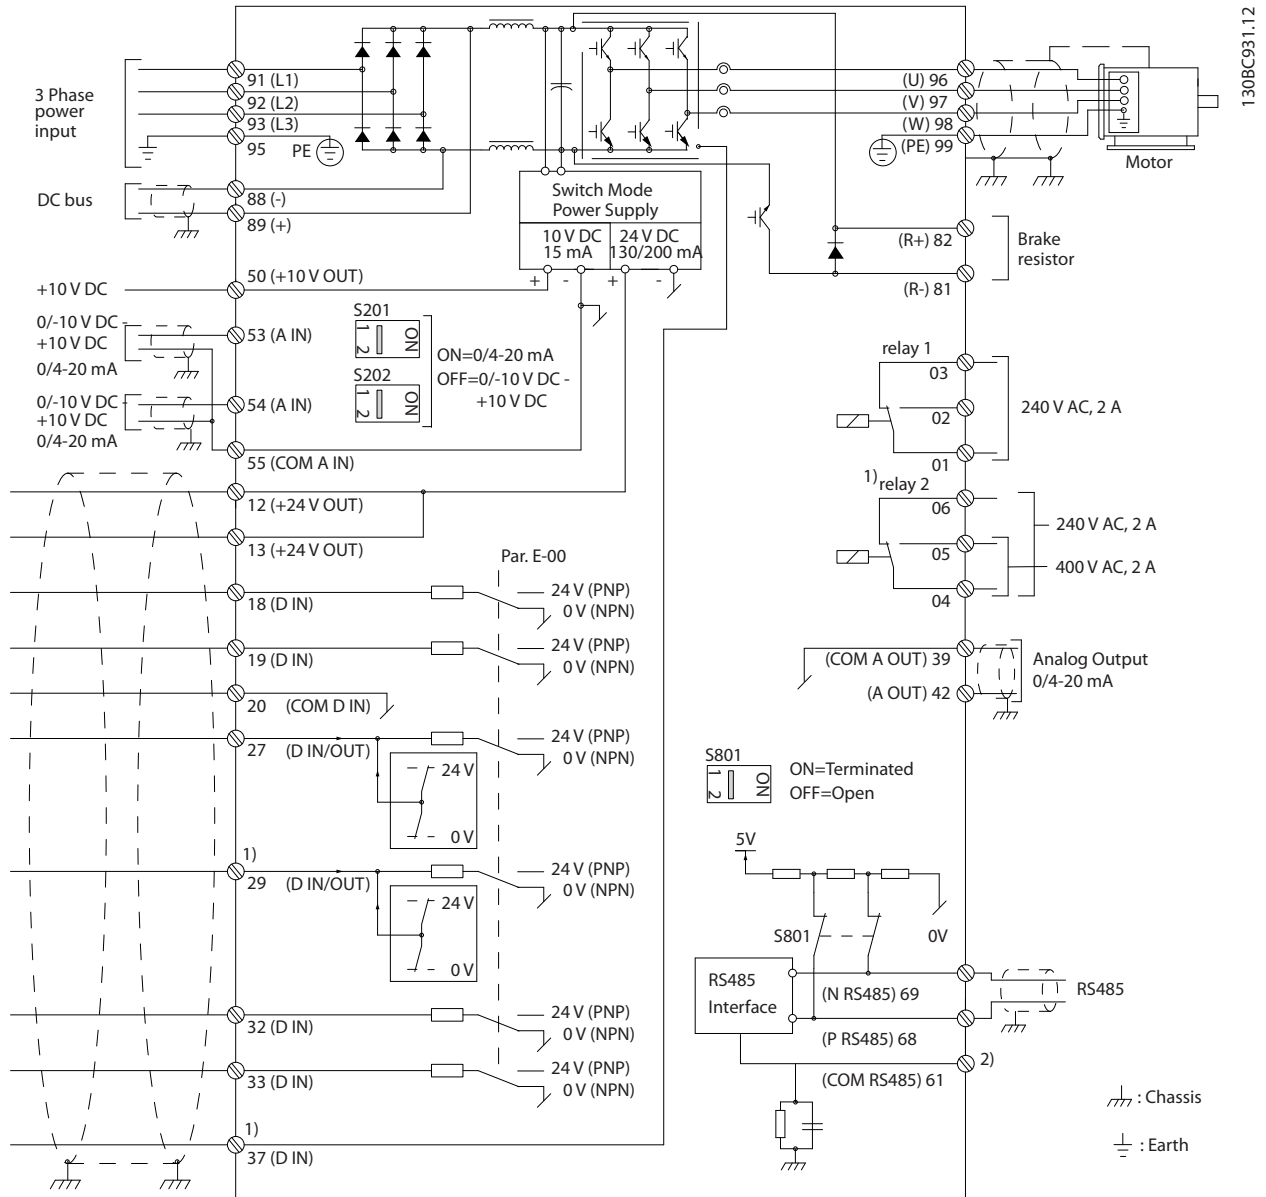 130BC931.12
3 Phase
power
input
91 (L1)
92 (L2)
93 (L3)
95
PE
DC bus
88 (-)
89 (+)
+10 V DC
50 (+10 V OUT)
0/-10 V DC -
+10 V DC
0/4-20 mA
53 (A IN)
0/-10 V DC -
+10 V DC
0/4-20 mA
54 (A IN)
55 (COM A IN)
12 (+24 V OUT)
13 (+24 V OUT)
18 (D IN)
19 (D IN)
20 (COM D IN)
27 (D IN/OUT)
1)
29 (D IN/OUT)
32 (D IN)
33 (D IN)
1)
37 (D IN)
Switch Mode
Power Supply
10 V DC
15 mA
24 V DC
130/200 mA
+ - + -
S201
1 2
ON
S202
1 2
ON
ON=0/4-20 mA
OFF=0/-10 V DC -
+10 V DC
Par. E-00
24 V (PNP)
0 V (NPN)
24 V (PNP)
0 V (NPN)
24 V (PNP)
0 V (NPN)
24 V
0 V
24 V (PNP)
0 V (NPN)
24 V
0 V
24 V (PNP)
0 V (NPN)
24 V (PNP)
0 V (NPN)
(U) 96
(V) 97
(W) 98
(PE) 99
Motor
(R+) 82
(R-) 81
Brake
resistor
relay 1
03
02
01
240 V AC, 2 A
1)
relay 2
06
05
04
240 V AC, 2 A
400 V AC, 2 A
(COM A OUT) 39
(A OUT) 42
Analog Output
0/4-20 mA
S801
1 2
ON
ON=Terminated
OFF=Open
5V
S801
0V
RS485
Interface
(N RS485) 69
(P RS485) 68
(COM RS485) 61
2)
RS485
: Chassis
: Earth